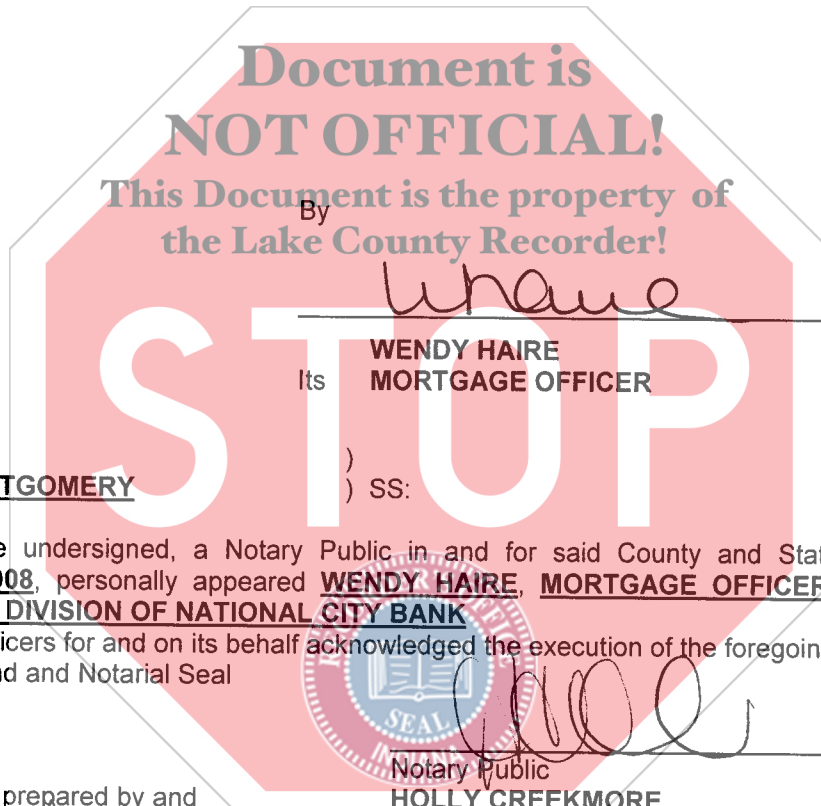 Document is
NOT OFFICIAL!
This Document is the property of
the Lake County Recorder!
By
WENDY HAIRE
Its MORTGAGE OFFICER
STOP
)
TGOMERY ) SS:
e undersigned, a Notary Public in and for said County and Stat
008, personally appeared WENDY HAIRE, MORTGAGE OFFICER
DIVISION OF NATIONAL CITY BANK
icers for and on its behalf acknowledged the execution of the foregoin
d and Notarial Seal
SEAL
INDIANA
Notary Public
prepared by and HOLLY CREEKMORE